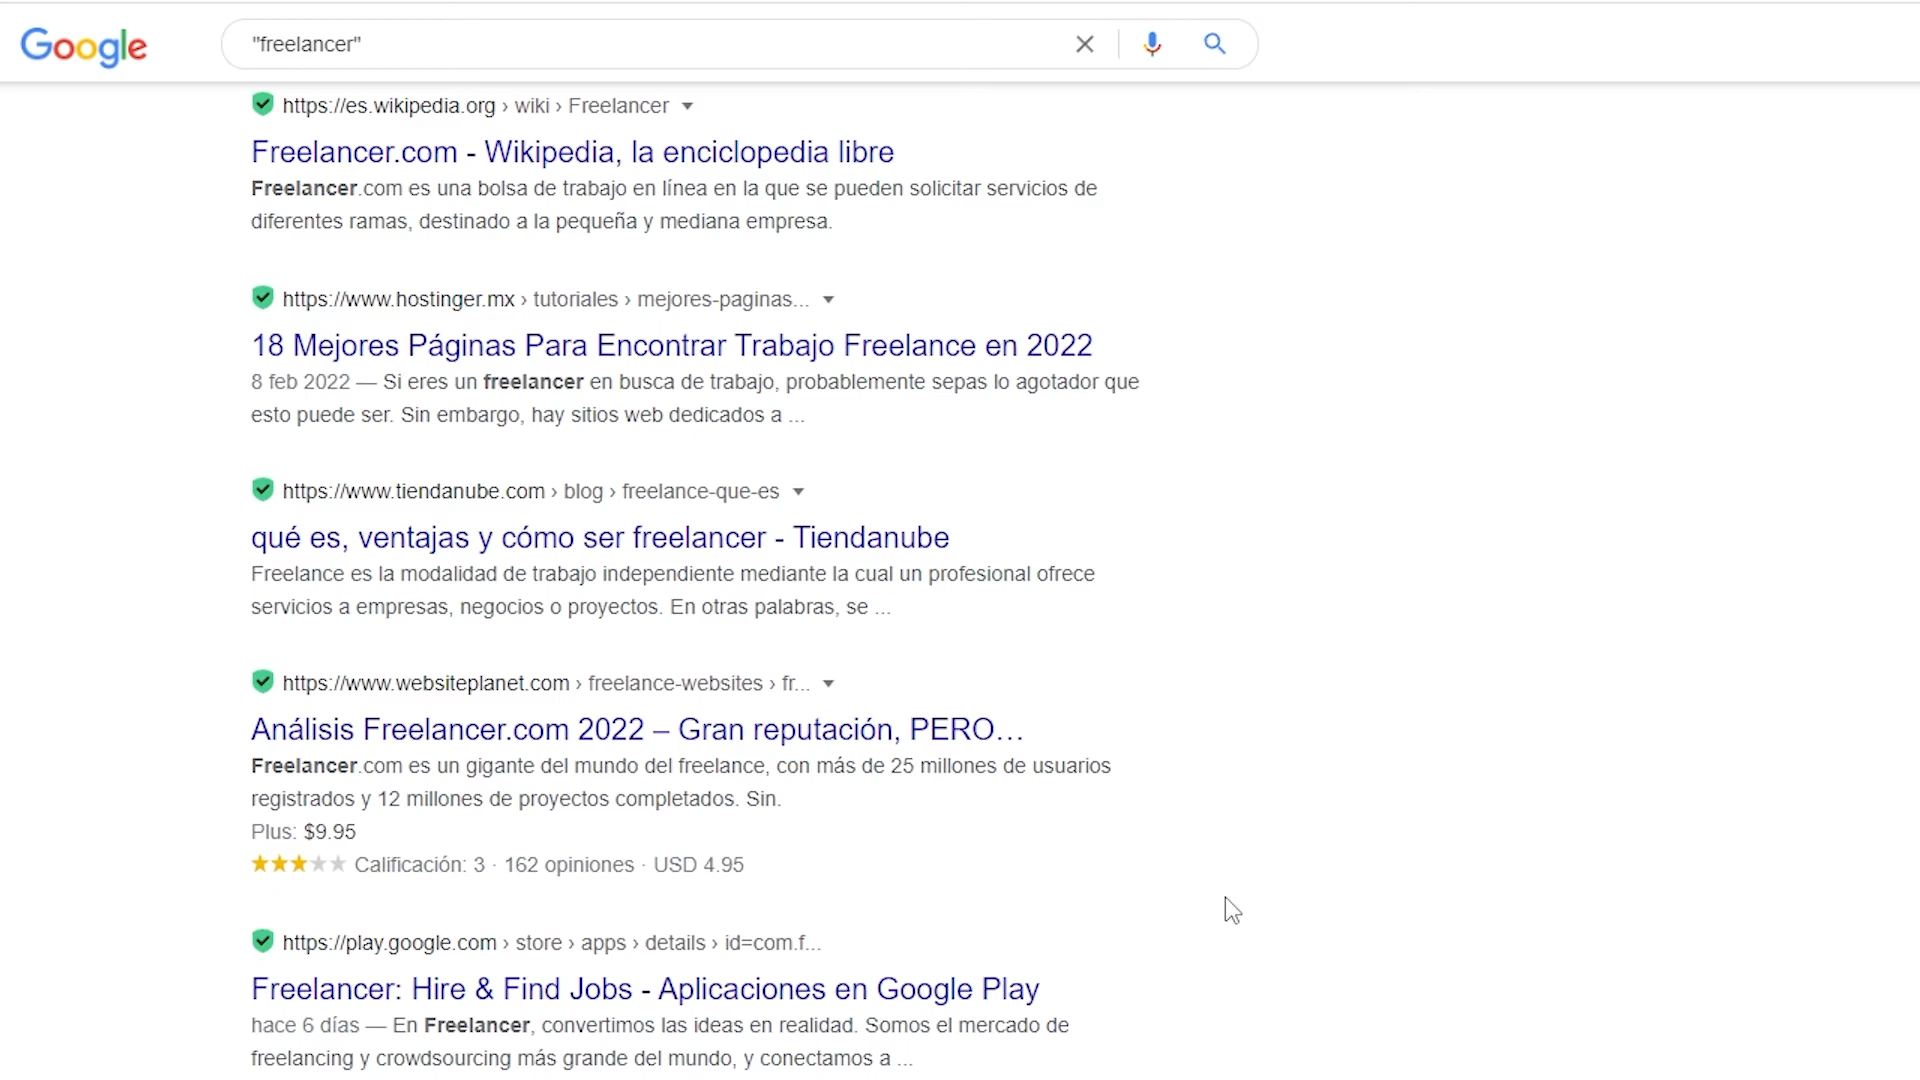 Google
"freelancer"
https://es.wikipedia.org › wiki › Freelancer
Freelancer.com - Wikipedia, la enciclopedia libre
Freelancer.com es una bolsa de trabajo en línea en la que se pueden solicitar servicios de
diferentes ramas, destinado a la pequeña y mediana empresa.
https://www.hostinger.mx › tutoriales › mejores-paginas...
18 Mejores Páginas Para Encontrar Trabajo Freelance en 2022
8 feb 2022 — Si eres un freelancer en busca de trabajo, probablemente sepas lo agotador que
esto puede ser. Sin embargo, hay sitios web dedicados a ...
https://www.tiendanube.com › blog › freelance-que-es
qué es, ventajas y cómo ser freelancer - Tiendanube
Freelance es la modalidad de trabajo independiente mediante la cual un profesional ofrece
servicios a empresas, negocios o proyectos. En otras palabras, se ...
https://www.websiteplanet.com › freelance-websites › fr...
Análisis Freelancer.com 2022 – Gran reputación, PERO…
Freelancer.com es un gigante del mundo del freelance, con más de 25 millones de usuarios
registrados y 12 millones de proyectos completados. Sin.
Plus: $9.95
Calificación: 3 · 162 opiniones · USD 4.95
https://play.google.com › store › apps › details › id=com.f...
Freelancer: Hire & Find Jobs - Aplicaciones en Google Play
hace 6 días — En Freelancer, convertimos las ideas en realidad. Somos el mercado de
freelancing y crowdsourcing más grande del mundo, y conectamos a ...